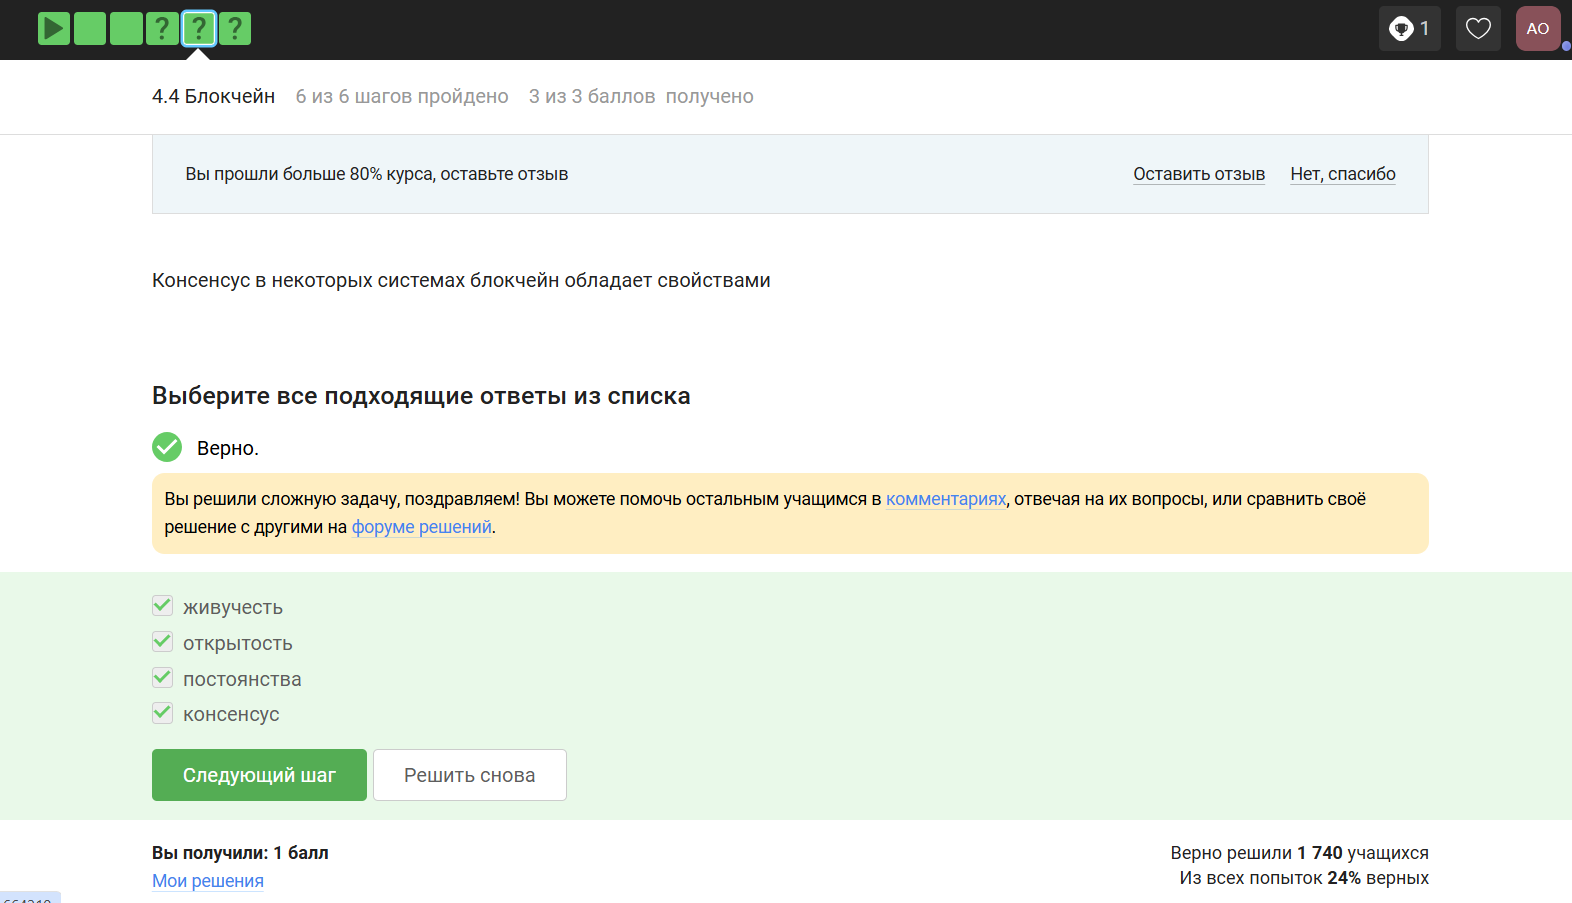 ? ? ?
1
AO
4.4 Блокчейн 6 из 6 шагов пройдено 3 из 3 баллов получено
Вы прошли больше 80% курса, оставьте отзыв Оставить отзыв Нет, спасибо
Консенсус в некоторых системах блокчейн обладает свойствами
Выберите все подходящие ответы из списка
Верно.
Вы решили сложную задачу, поздравляем! Вы можете помочь остальным учащимся в комментариях, отвечая на их вопросы, или сравнить своё
решение с другими на форуме решений.
живучесть
открытость
постоянства
консенсус
Следующий шаг Решить снова
Вы получили: 1 балл
Мои решения
Верно решили 1 740 учащихся
Из всех попыток 24% верных